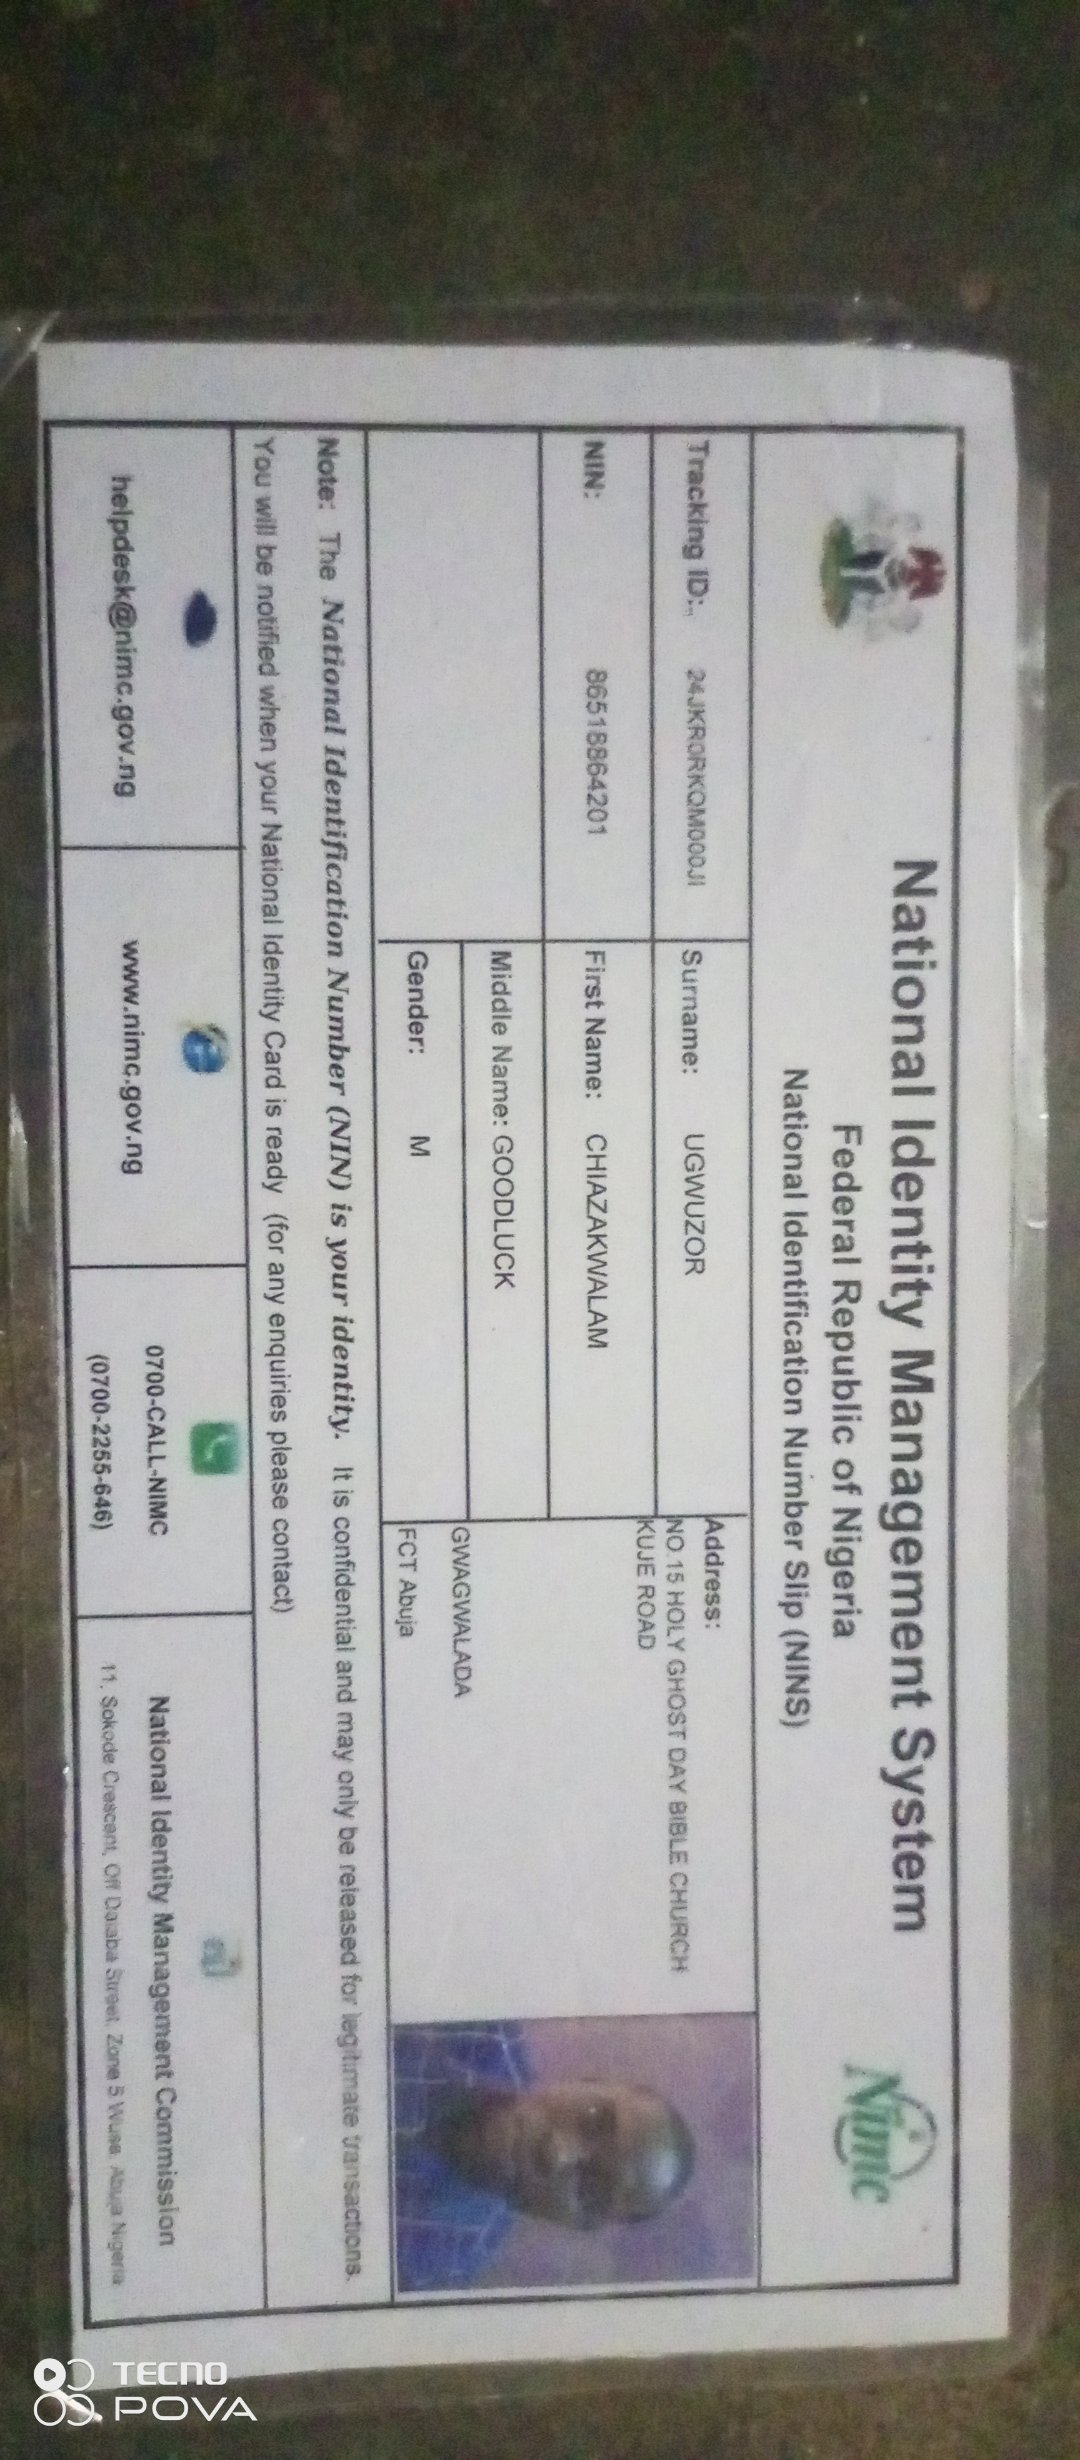 National Identity Management System
Federal Republic of Nigeria
National Identification Number Slip (NINS)
Nimc
Tracking ID: 24JKR0RKQM000JI
Surname: UGWUZOR
Address:
NO.15 HOLY GHOST DAY BIBLE CHURCH
KUJE ROAD
NIN: 86518864201
First Name: CHIAZAKWALAM
Middle Name: GOODLUCK
GWAGWALADA
Gender: M
FCT Abuja
Note: The National Identification Number (NIN) is your identity. It is confidential and may only be released for legitimate transactions.
You will be notified when your National Identity Card is ready (for any enquiries please contact)
helpdesk@nimc.gov.ng
www.nimc.gov.ng
0700-CALL-NIMC
(0700-2255-646)
National Identity Management Commission
11, Sokode Crescent, Off Dalaba Street, Zone 5 Wuse, Abuja Nigeria
TECNO
POVA